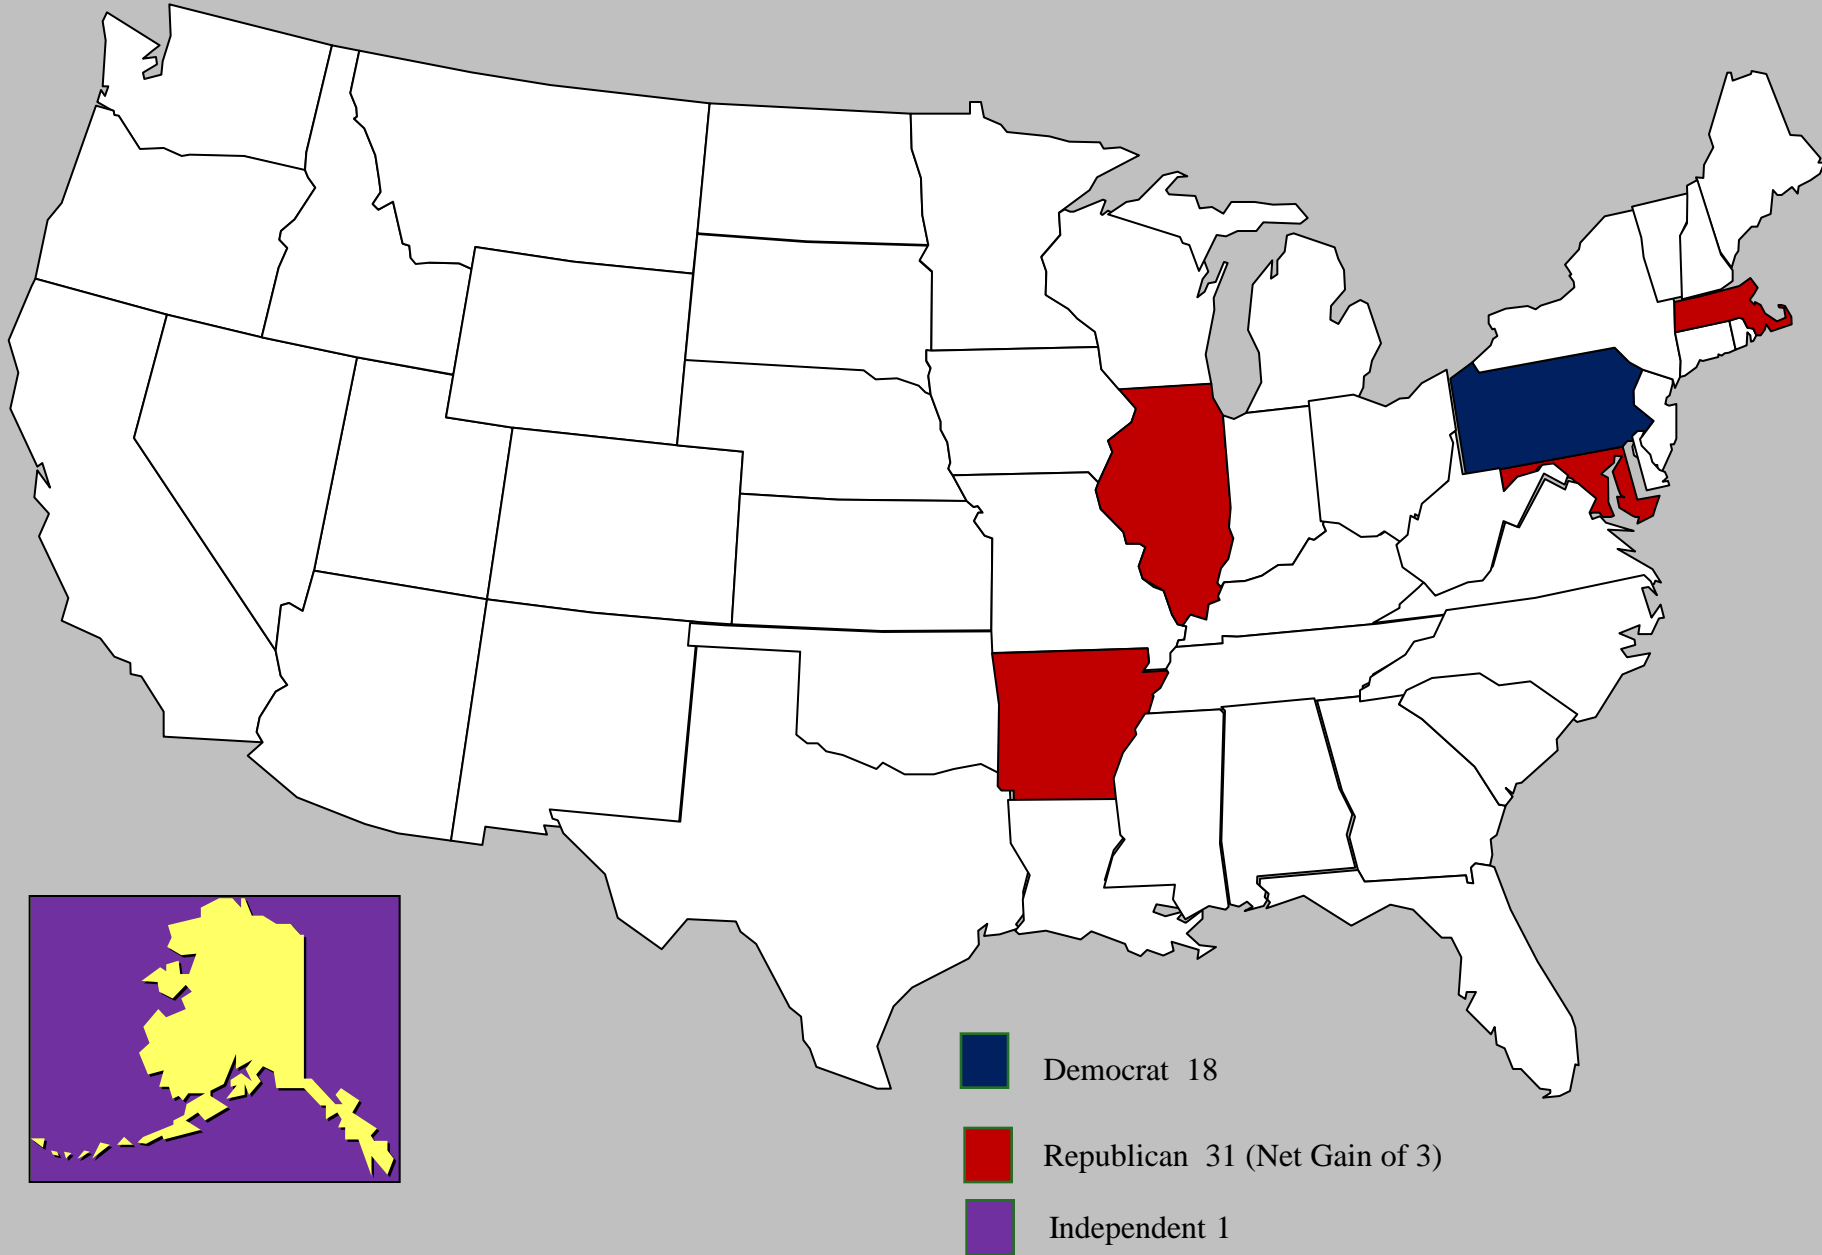 Democrat 18
Republican 31 (Net Gain of 3)
Independent 1